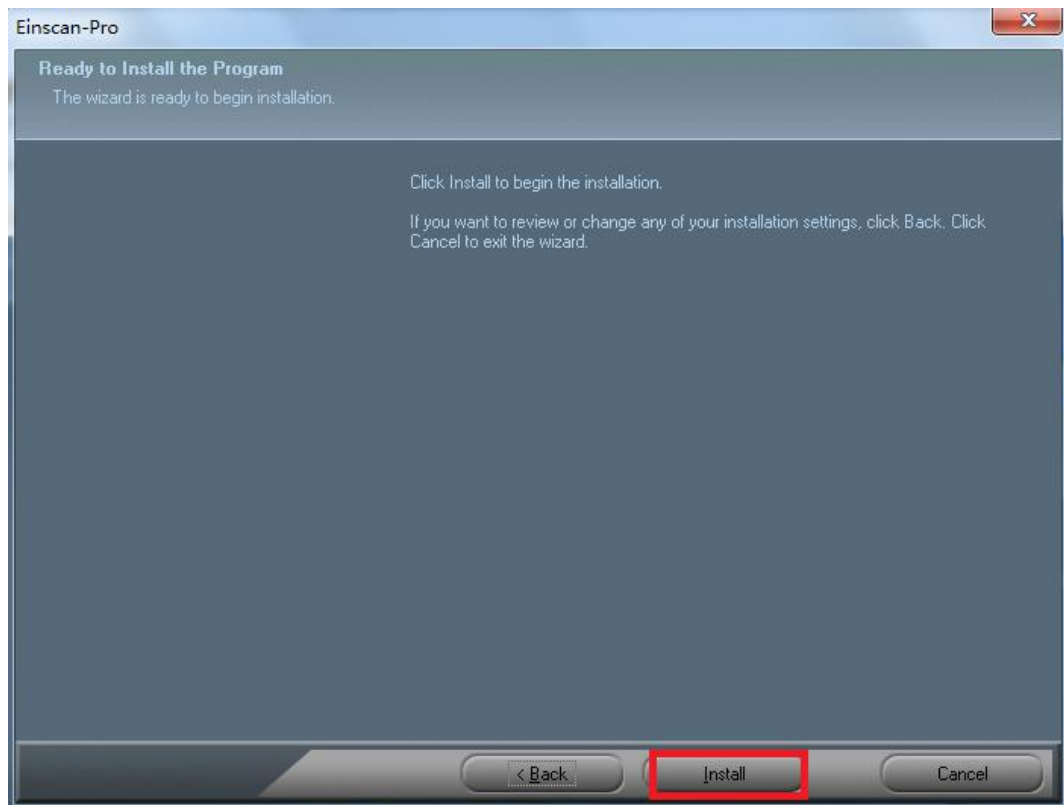 Einscan-Pro
Ready to Install the Program
The wizard is ready to begin installation.
Click Install to begin the installation.
If you want to review or change any of your installation settings, click Back. Click
Cancel to exit the wizard.
< Back
Install
Cancel